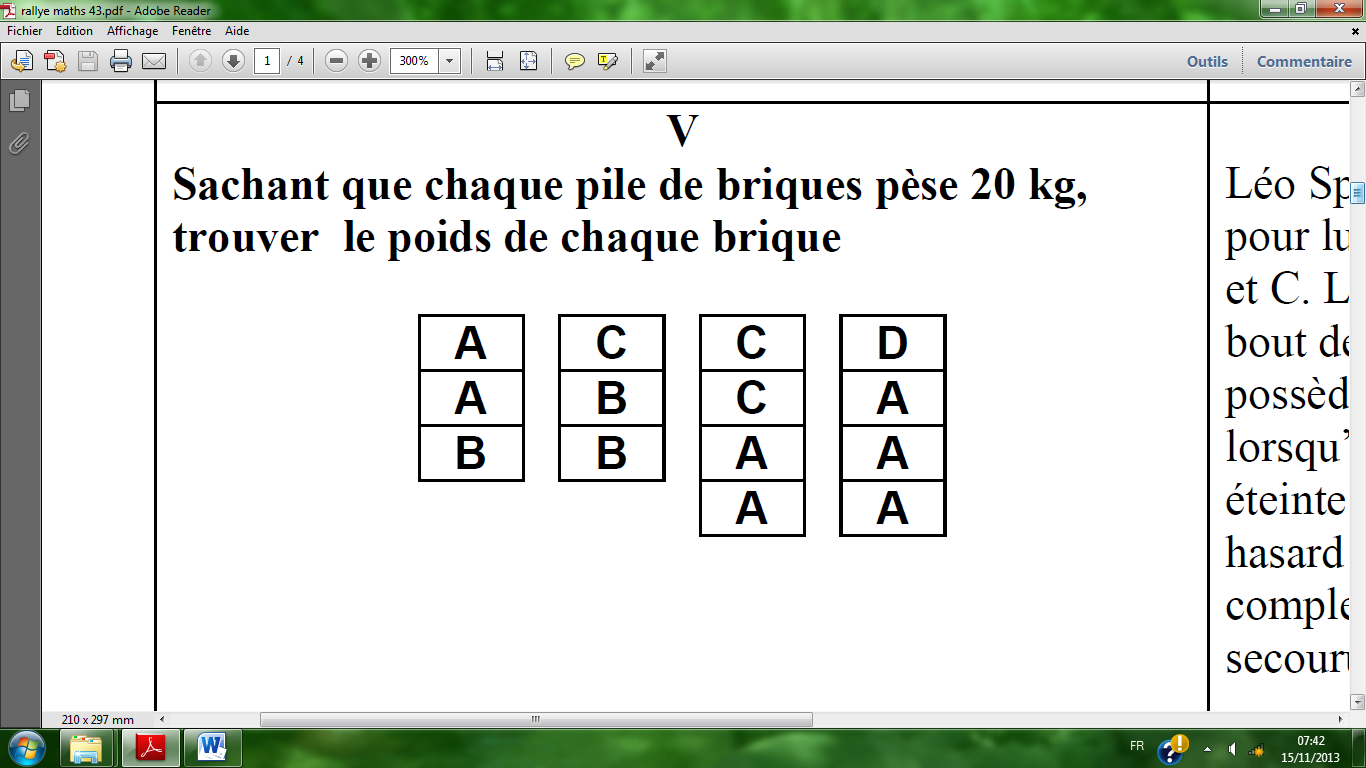 rallye maths 43.pdf - Adobe Reader
Fichier Edition Affichage Fenêtre Aide
1 / 4 300% Outils Commentaire
V
Sachant que chaque pile de briques pèse 20 kg,
trouver le poids de chaque brique
A C C D
A B C A
B B A A
A A
Léo Sp
pour lu
et C. L
bout de
possèd
lorsqu’
éteinte
hasard
comple
secour
210 x 297 mm
FR 07:42
15/11/2013